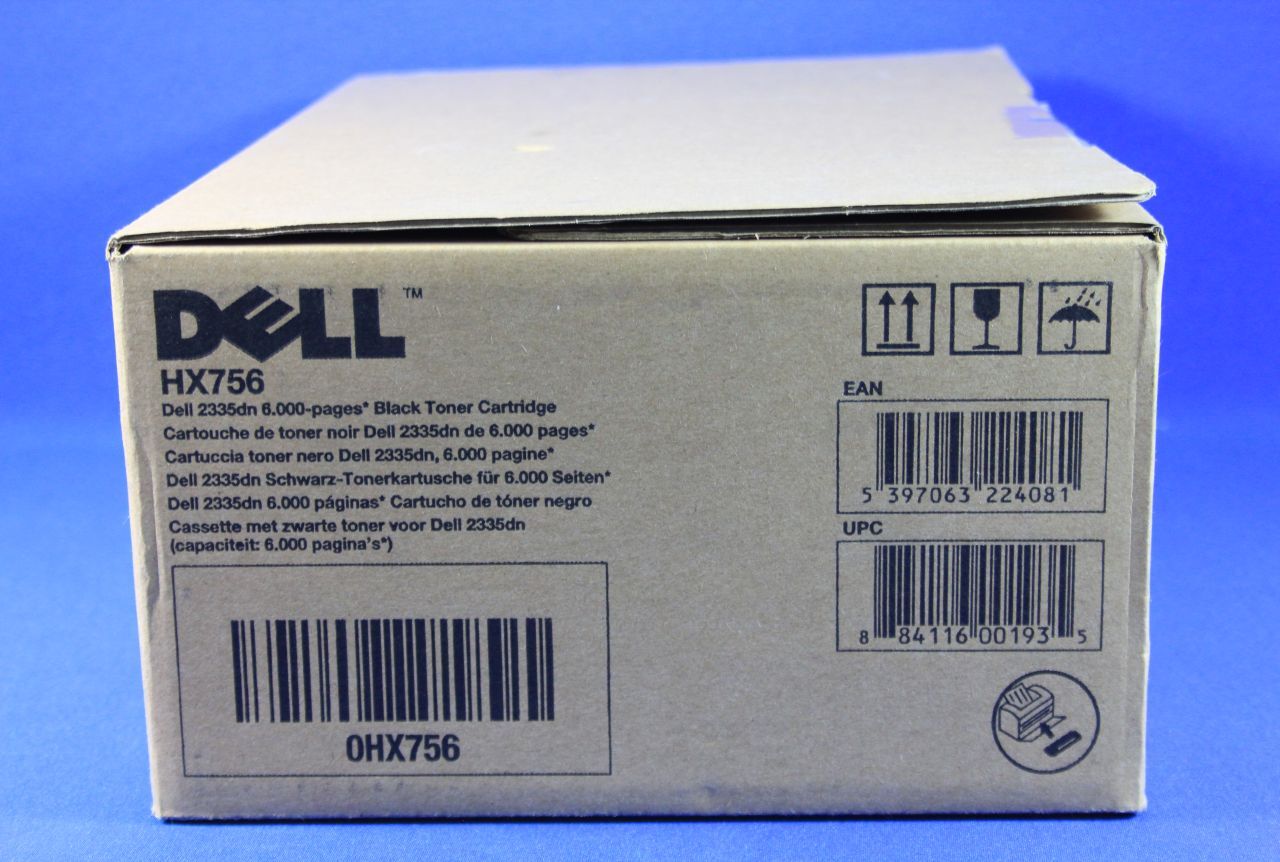 DELL™
HX756
Dell 2335dn 6.000-pages* Black Toner Cartridge
Cartouche de toner noir Dell 2335dn de 6.000 pages*
Cartuccia toner nero Dell 2335dn, 6.000 pagine*
Dell 2335dn Schwarz-Tonerkartusche für 6.000 Seiten*
Dell 2335dn 6.000 páginas* Cartucho de tóner negro
Cassette met zwarte toner voor Dell 2335dn
(capaciteit: 6.000 pagina's*)
0HX756
EAN
5 397063 224081
UPC
8 84116 00193 5